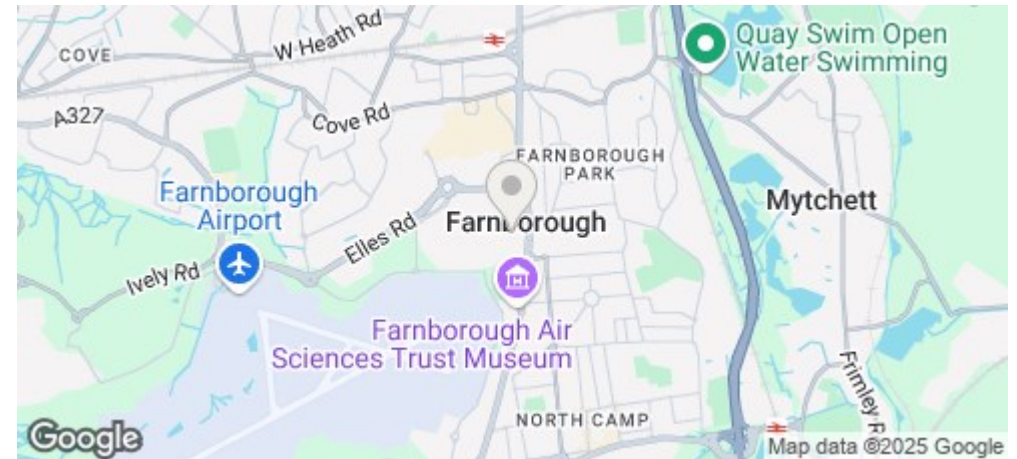 W Heath Rd
COVE
Quay Swim Open
Water Swimming
A327
Cove Rd
FARNBOROUGH
PARK
Farnborough
Airport
Mytchett
Farnborough
Elles Rd
Ively Rd
Farnborough Air
Sciences Trust Museum
Frimley R
NORTH CAMP
Google
Map data ©2025 Google